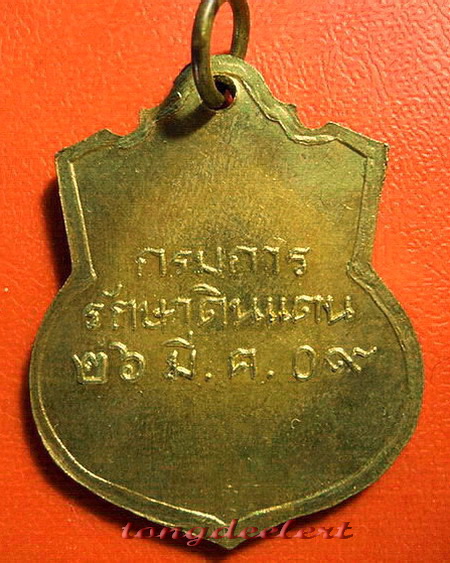 กรมการ
รักษาดินแดน
๒๖ มี.ค.๐๙
tonydeelert